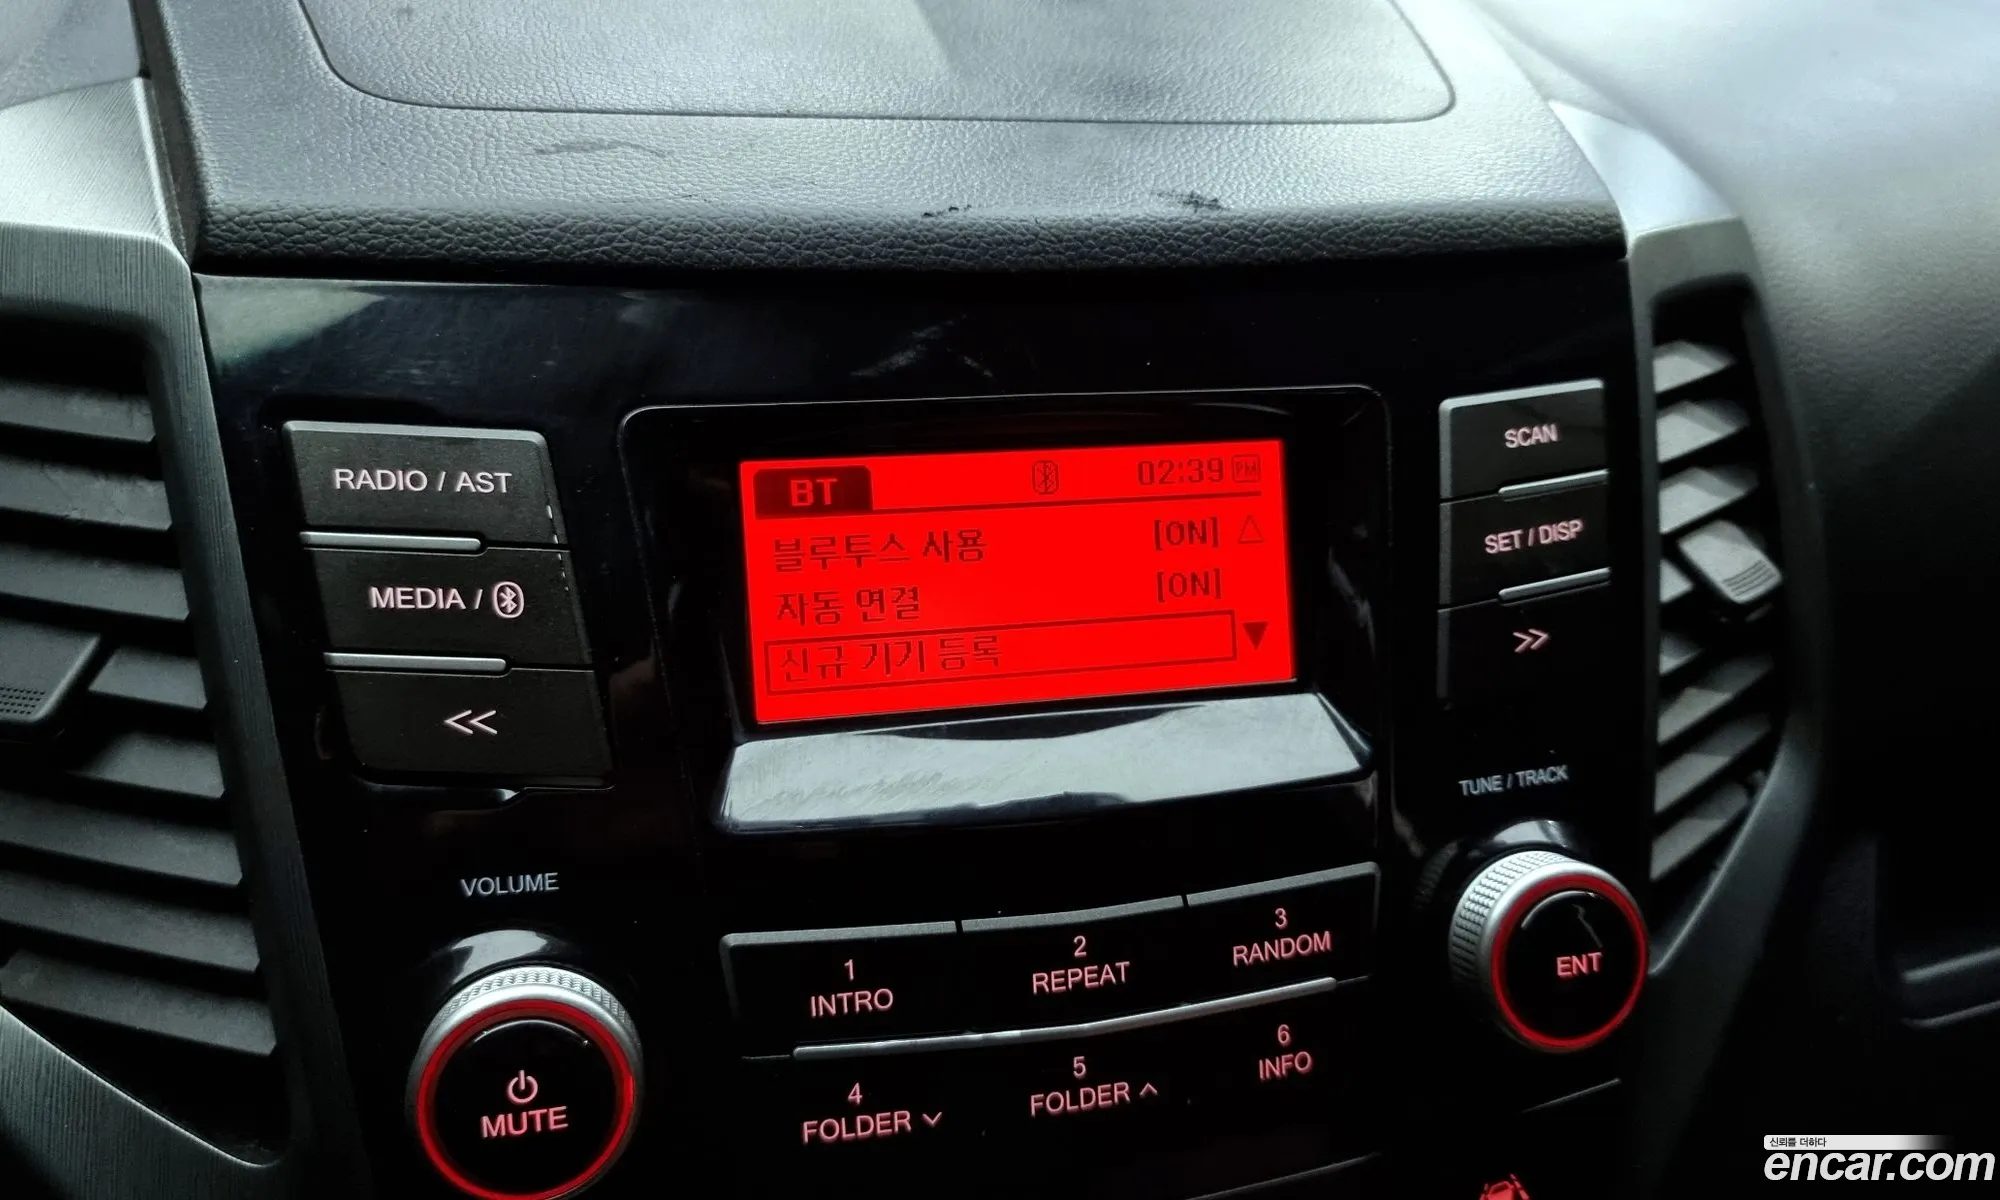 RADIO / AST
MEDIA /
<<
VOLUME
MUTE
BT 02:39 PM
블루투스 사용 [ON]
자동 연결 [ON]
신규 기기 등록
SCAN
SET / DISP
>>
TUNE / TRACK
ENT
1
INTRO
2
REPEAT
3
RANDOM
4
FOLDER
5
FOLDER
6
INFO
신뢰를 더하다
encar.com